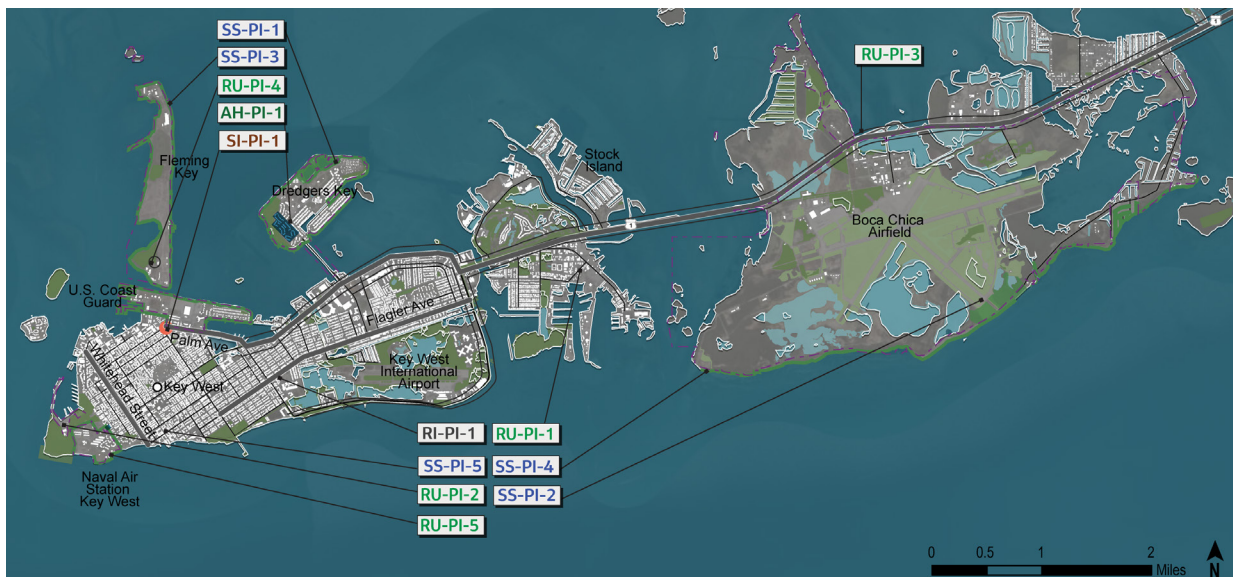 SS-PI-1
SS-PI-3
RU-PI-4
AH-PI-1
SI-PI-1
RU-PI-3
1
Fleming
Key
Dredgers Key
Stock
Island
1
Boca Chica
Airfield
U.S. Coast
Guard
Palm Ave
Flagler Ave
Whitehead Street
Key West
Key West
International
Airport
RI-PI-1
RU-PI-1
SS-PI-5
SS-PI-4
RU-PI-2
SS-PI-2
RU-PI-5
Naval Air
Station
Key West
0 0.5 1 2
Miles
N